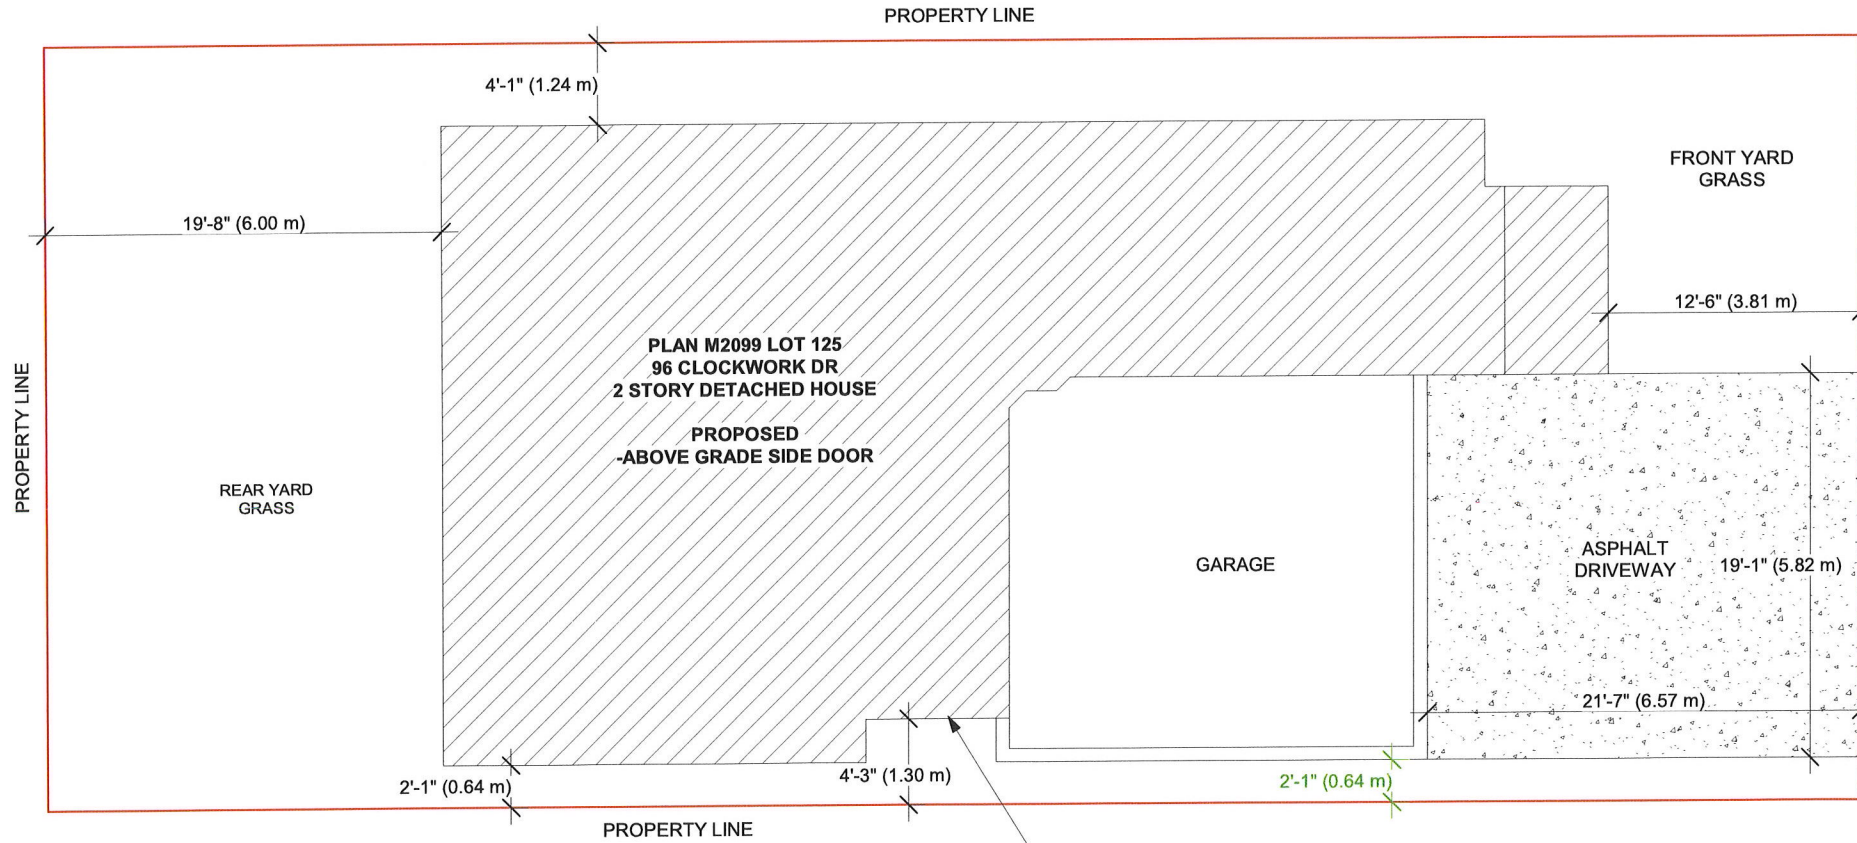 PROPERTY LINE
4'-1" (1.24 m)
FRONT YARD
GRASS
19'-8" (6.00 m)
12'-6" (3.81 m)
PLAN M2099 LOT 125
96 CLOCKWORK DR
2 STORY DETACHED HOUSE
PROPOSED
-ABOVE GRADE SIDE DOOR
PROPERTY LINE
REAR YARD
GRASS
GARAGE
ASPHALT
DRIVEWAY
19'-1" (5.82 m)
21'-7" (6.57 m)
2'-1" (0.64 m)
4'-3" (1.30 m)
2'-1" (0.64 m)
PROPERTY LINE